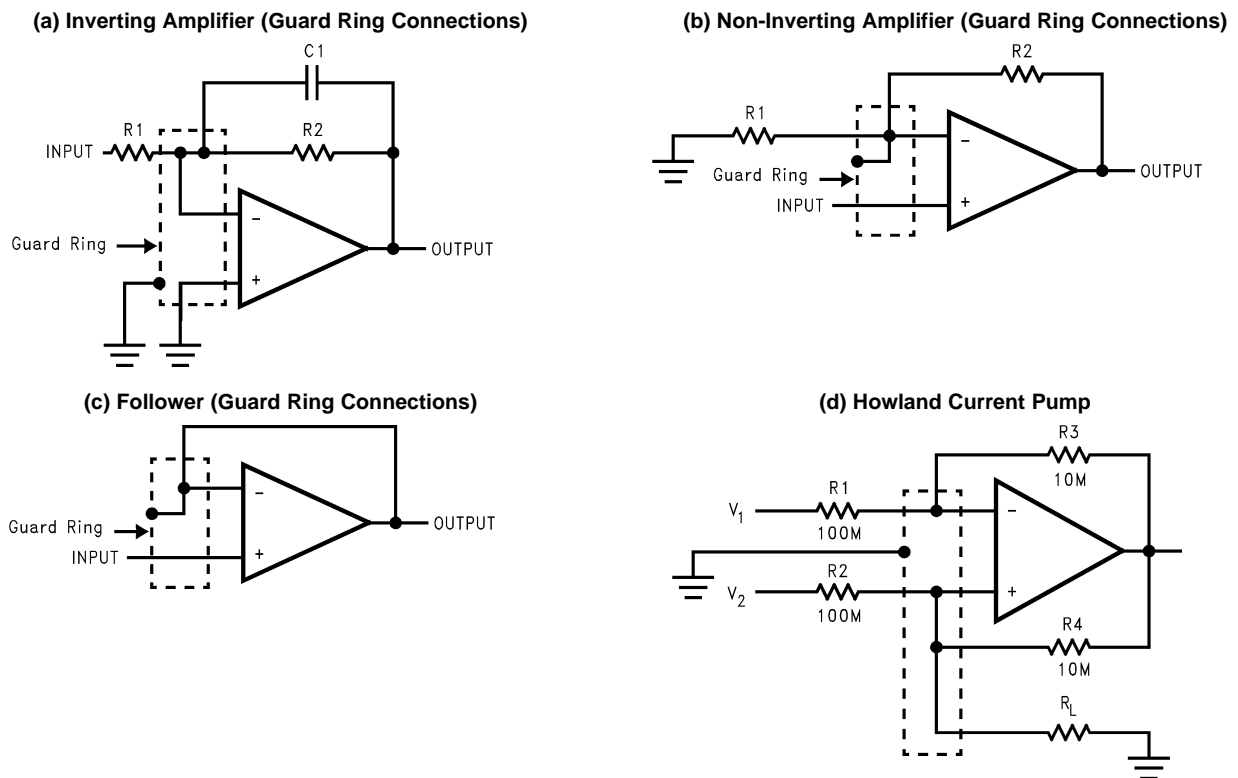 (a) Inverting Amplifier (Guard Ring Connections)
C1
R1
R2
INPUT
−
Guard Ring
OUTPUT
+
(b) Non-Inverting Amplifier (Guard Ring Connections)
R2
R1
−
Guard Ring
OUTPUT
INPUT
+
(c) Follower (Guard Ring Connections)
−
Guard Ring
OUTPUT
INPUT
+
(d) Howland Current Pump
R3
10M
R1
V1
−
100M
R2
V2
+
100M
R4
10M
RL